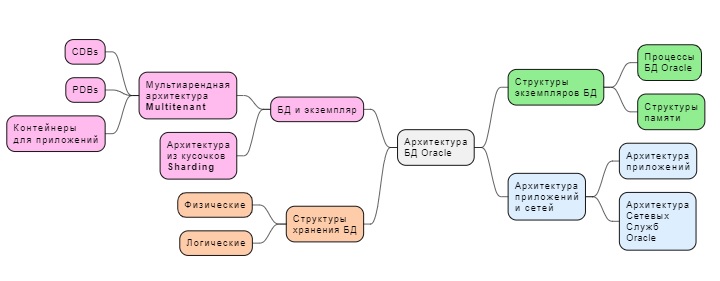 CDBs
PDBs
Контейнеры
для приложений
Мультиарендная
архитектура
Multitenant
Архитектура
из кусочков
Sharding
БД и экземпляр
Физические
Логические
Структуры
хранения БД
Архитектура
БД Oracle
Структуры
экземпляров БД
Процессы
БД Oracle
Структуры
памяти
Архитектура
приложений
и сетей
Архитектура
приложений
Архитектура
Сетевых
Служб
Oracle